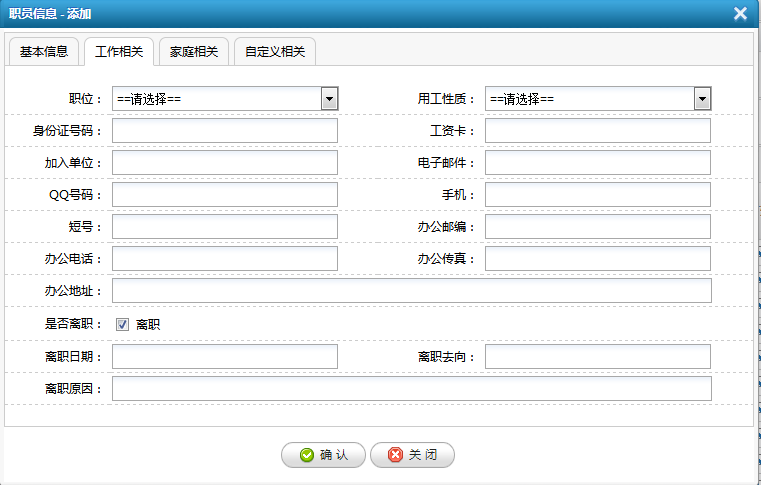 职员信息 - 添加
基本信息 工作相关 家庭相关 自定义相关
职位： ==请选择== 用工性质： ==请选择==
身份证号码： 工资卡：
加入单位： 电子邮件：
QQ号码： 手机：
短号： 办公邮编：
办公电话： 办公传真：
办公地址：
是否离职： 离职
离职日期： 离职去向：
离职原因：
确 认 关 闭